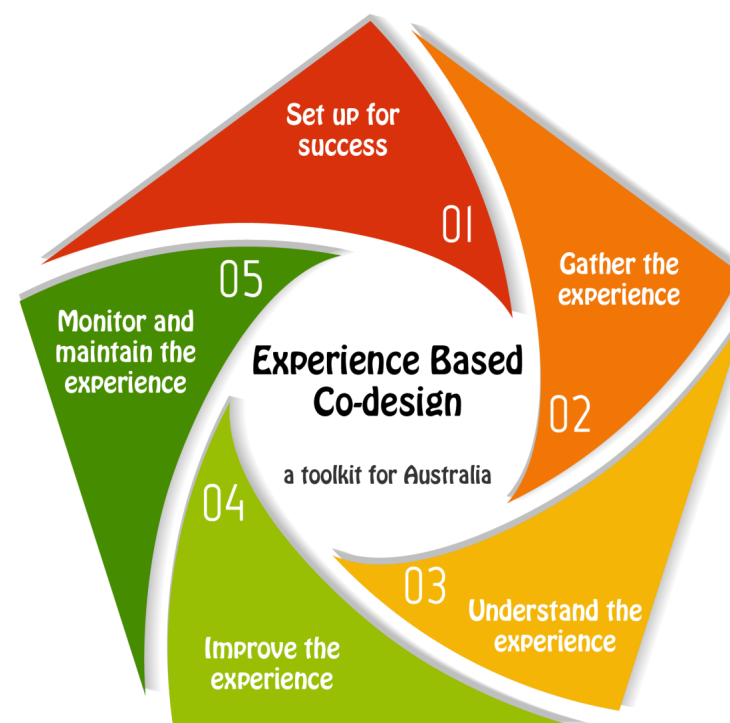 Set up for
success
01
Gather the
experience
02
Understand the
experience
03
Improve the
experience
04
Monitor and
maintain the
experience
05
Experience Based
Co-design
a toolkit for Australia